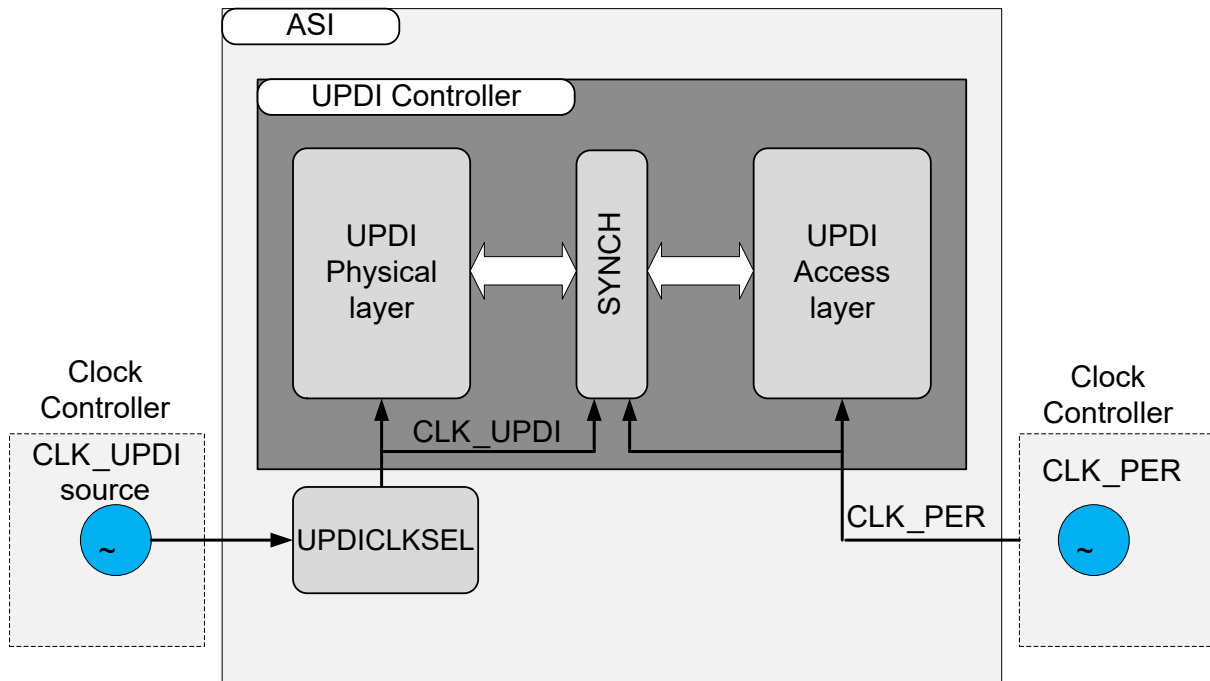 ASI
UPDI Controller
UPDI
Physical
layer
SYNCH
UPDI
Access
layer
Clock
Controller
CLK_UPDI
source
~
CLK_UPDI
UPDICLKSEL
CLK_PER
Clock
Controller
CLK_PER
~